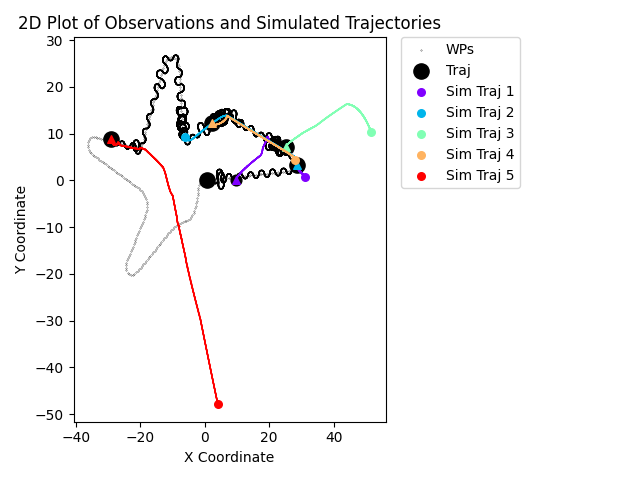 2D Plot of Observations and Simulated Trajectories
30
20
10
0
−10
−20
−30
−40
−50
Y Coordinate
−40
−20
0
20
40
X Coordinate
WPs
Traj
Sim Traj 1
Sim Traj 2
Sim Traj 3
Sim Traj 4
Sim Traj 5